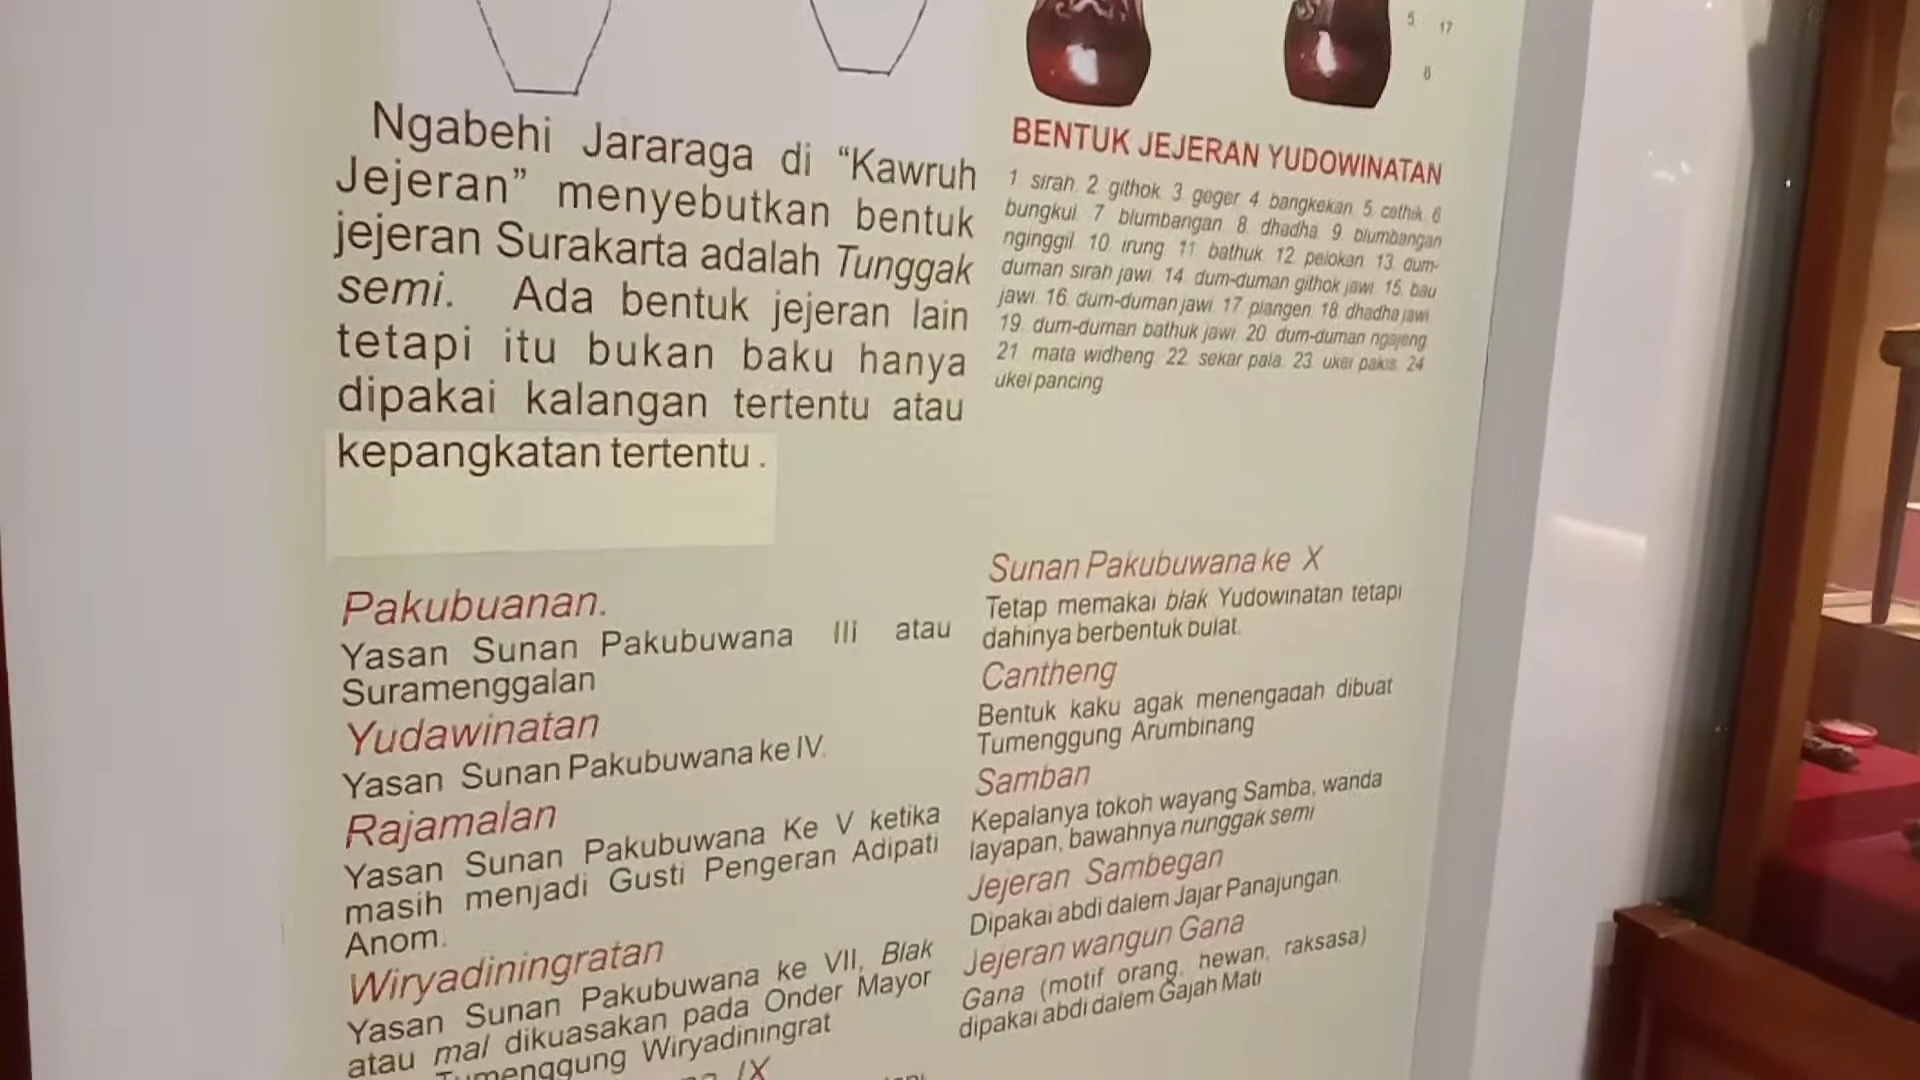 5 17
6
Ngabehi Jararaga di “Kawruh
Jejeran” menyebutkan bentuk
jejeran Surakarta adalah Tunggak
semi. Ada bentuk jejeran lain
tetapi itu bukan baku hanya
dipakai kalangan tertentu atau
kepangkatan tertentu .
Pakubuanan.
Yasan Sunan Pakubuwana III atau
Suramenggalan
Yudawinatan
Yasan Sunan Pakubuwana ke IV.
Rajamalan
Yasan Sunan Pakubuwana Ke V ketika
masih menjadi Gusti Pengeran Adipati
Anom.
Wiryadiningratan
Yasan Sunan Pakubuwana ke VII, Blak
atau mal dikuasakan pada Onder Mayor
Tumenggung Wiryadiningrat
IX
BENTUK JEJERAN YUDOWINATAN
1. sirah. 2. githok. 3. geger 4. bangkekan. 5. cethik. 6.
bungkul. 7. blumbangan. 8. dhadha. 9. blumbangan
nginggil. 10. irung. 11. bathuk. 12. pelokan. 13. dum-
duman sirah jawi. 14. dum-duman githok jawi. 15. bau
jawi. 16. dum-duman jawi. 17. plangen. 18. dhadha jawi.
19. dum-duman bathuk jawi. 20. dum-duman ngajeng
21. mata widheng. 22. sekar pala. 23. ukel pakis. 24.
ukel pancing
Sunan Pakubuwana ke X
Tetap memakai blak Yudowinatan tetapi
dahinya berbentuk bulat.
Cantheng
Bentuk kaku agak menengadah dibuat
Tumenggung Arumbinang
Samban
Kepalanya tokoh wayang Samba, wanda
layapan, bawahnya nunggak semi
Jejeran Sambegan
Dipakai abdi dalem Jajar Panajungan.
Jejeran wangun Gana
Gana (motif orang, hewan, raksasa)
dipakai abdi dalem Gajah Mati